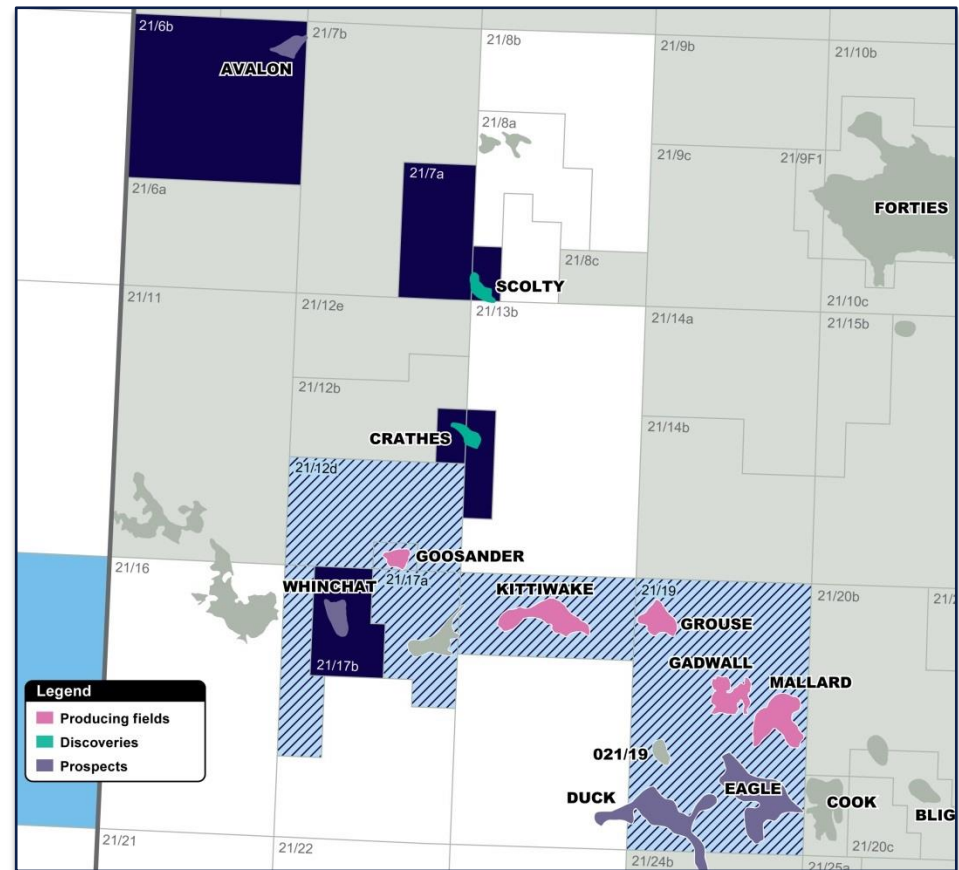 21/6b
21/7b
21/8b
21/9b
21/10b
AVALON
21/8a
21/9c
21/9F1
21/7a
21/6a
FORTIES
21/8c
SCOLTY
21/11
21/12e
21/13b
21/14a
21/10c
21/15b
21/12b
CRATHES
21/14b
21/12d
GOOSANDER
21/16
WHINCHAT
21/17a
KITTIWAKE
21/19
21/20b
GROUSE
GADWALL
21/17b
MALLARD
Legend
Producing fields
Discoveries
Prospects
021/19
DUCK
EAGLE
COOK
BLIG
21/21
21/22
21/24b
21/20c
21/25a